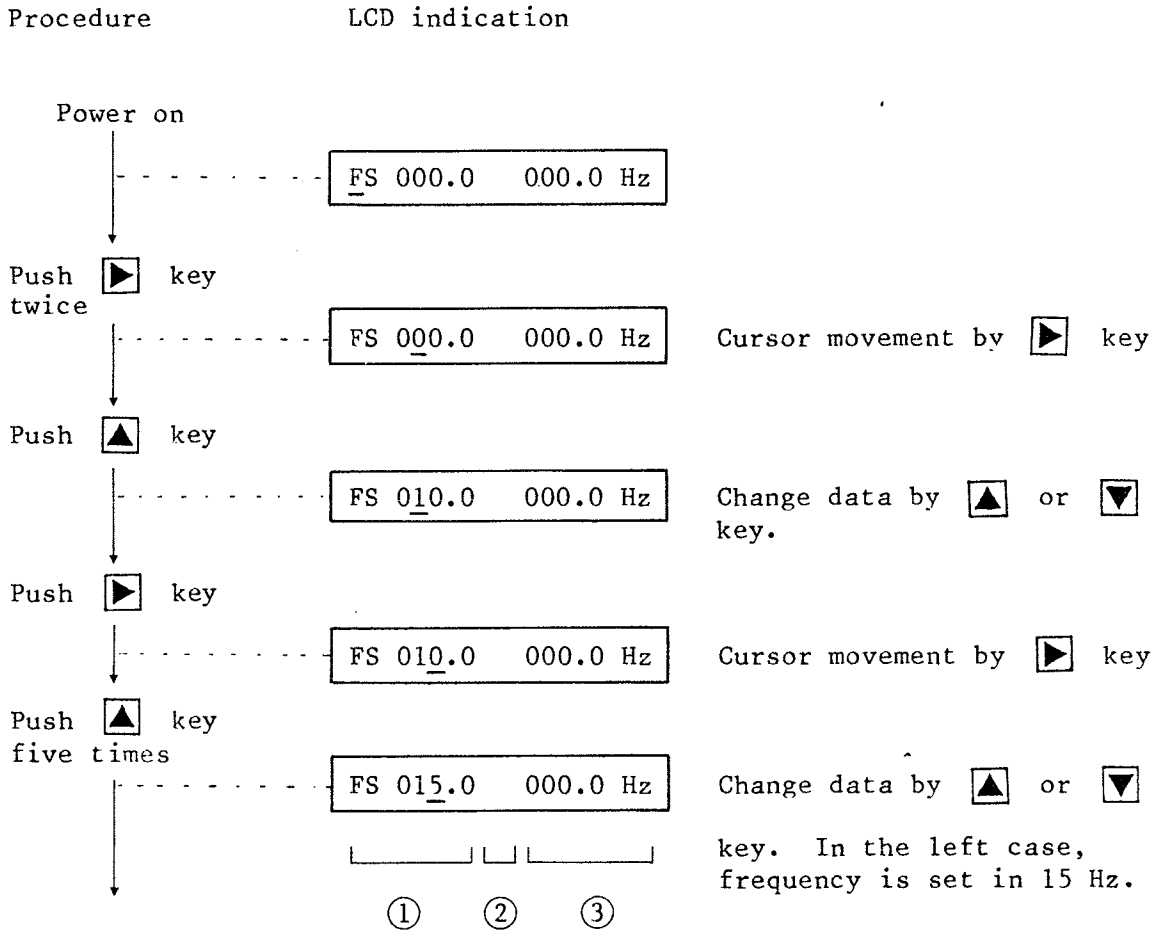 Procedure LCD indication
Power on
FS 000.0 000.0 Hz
Push ▶ key
twice
FS 000.0 000.0 Hz Cursor movement by ▶ key
Push ▲ key
FS 010.0 000.0 Hz Change data by ▲ or ▼
key.
Push ▶ key
FS 010.0 000.0 Hz Cursor movement by ▶ key
Push ▲ key
five times
FS 015.0 000.0 Hz Change data by ▲ or ▼
key. In the left case,
frequency is set in 15 Hz.
① ② ③